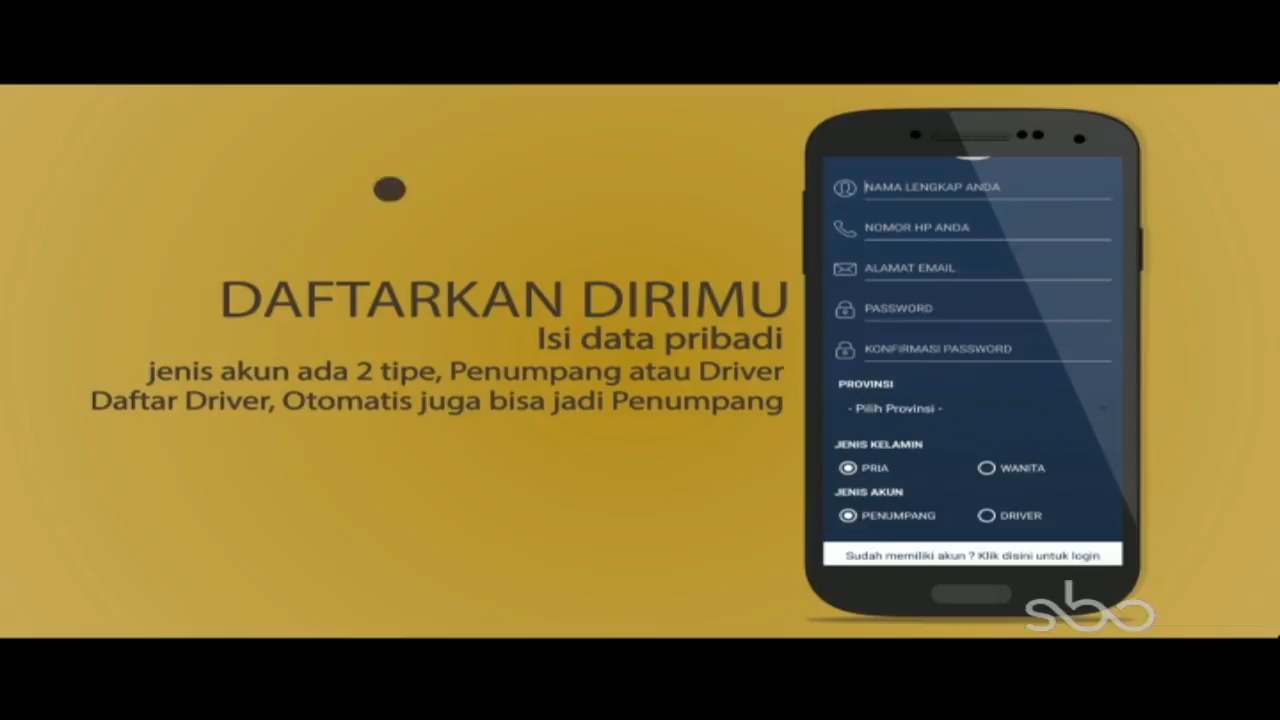 DAFTARKAN DIRIMU
Isi data pribadi
jenis akun ada 2 tipe, Penumpang atau Driver
Daftar Driver, Otomatis juga bisa jadi Penumpang
NAMA LENGKAP ANDA
NOMOR HP ANDA
ALAMAT EMAIL
PASSWORD
KONFIRMASI PASSWORD
PROVINSI
- Pilih Provinsi -
JENIS KELAMIN
PRIA WANITA
JENIS AKUN
PENUMPANG DRIVER
Sudah memiliki akun ? Klik disini untuk login
sbo